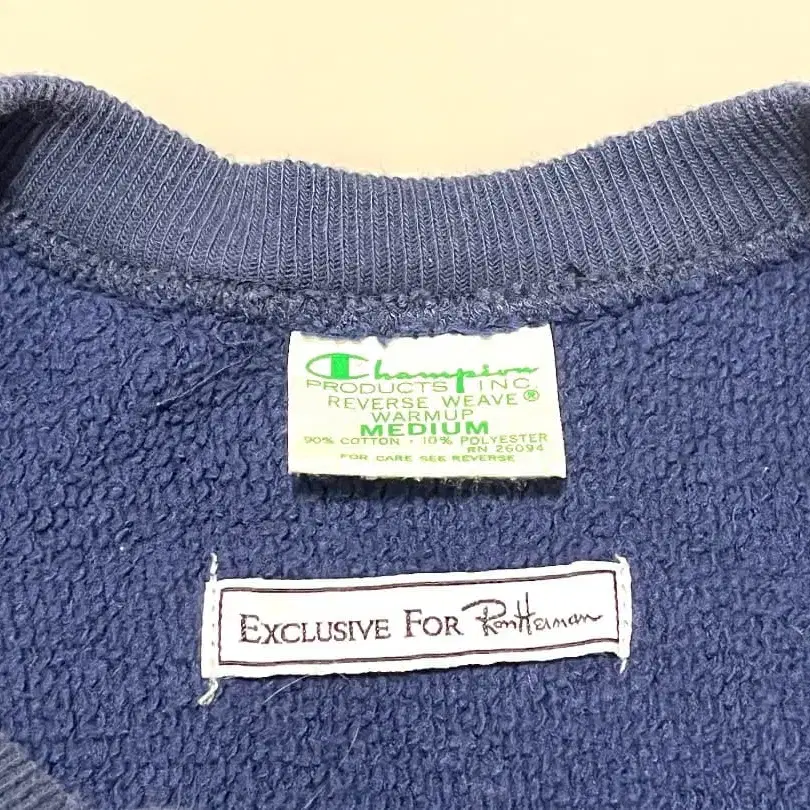 Champion
PRODUCTS INC.
REVERSE WEAVE®
WARMUP
MEDIUM
90% COTTON · 10% POLYESTER
RN 26094
FOR CARE SEE REVERSE
EXCLUSIVE FOR Ron Herman